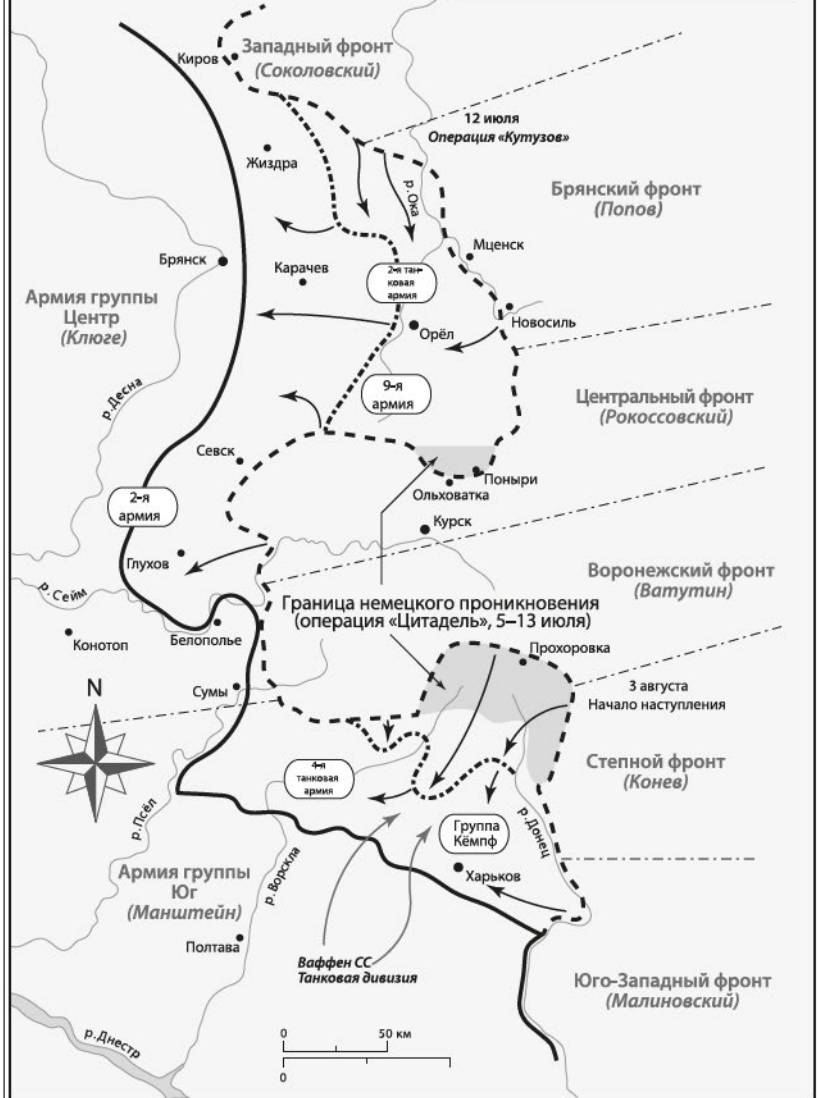 Западный фронт
(Соколовский)
Киров
12 июля
Операция «Кутузов»
Жиздра
р.Ока
Брянский фронт
(Попов)
Мценск
Брянск
Карачев
2-я тан-
ковая
армия
Армия группы
Центр
(Клюге)
Новосиль
Орёл
р.Десна
9-я
армия
Центральный фронт
(Рокоссовский)
Севск
Поныри
Ольховатка
2-я
армия
Курск
Глухов
р.Сейм
Воронежский фронт
(Ватутин)
Граница немецкого проникновения
(операция «Цитадель», 5–13 июля)
Конотоп
Белополье
Прохоровка
N
Сумы
3 августа
Начало наступления
4-я
танковая
армия
Степной фронт
(Конев)
р.Псёл
Группа
Кёмпф
р.Донец
р.Ворскла
Харьков
Армия группы
Юг
(Манштейн)
Полтава
Ваффен СС
Танковая дивизия
Юго-Западный фронт
(Малиновский)
р.Днестр
0
50 км
0